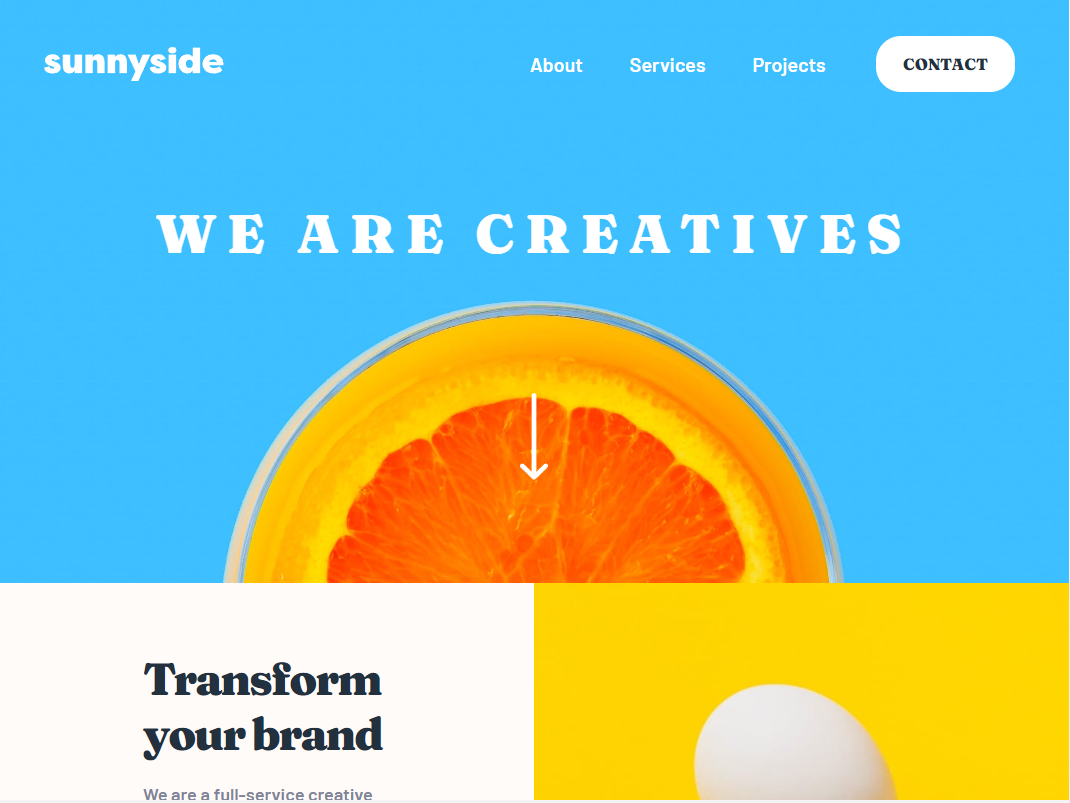 sunnyside
About Services Projects CONTACT
WE ARE CREATIVES
Transform
your brand
We are a full-service creative